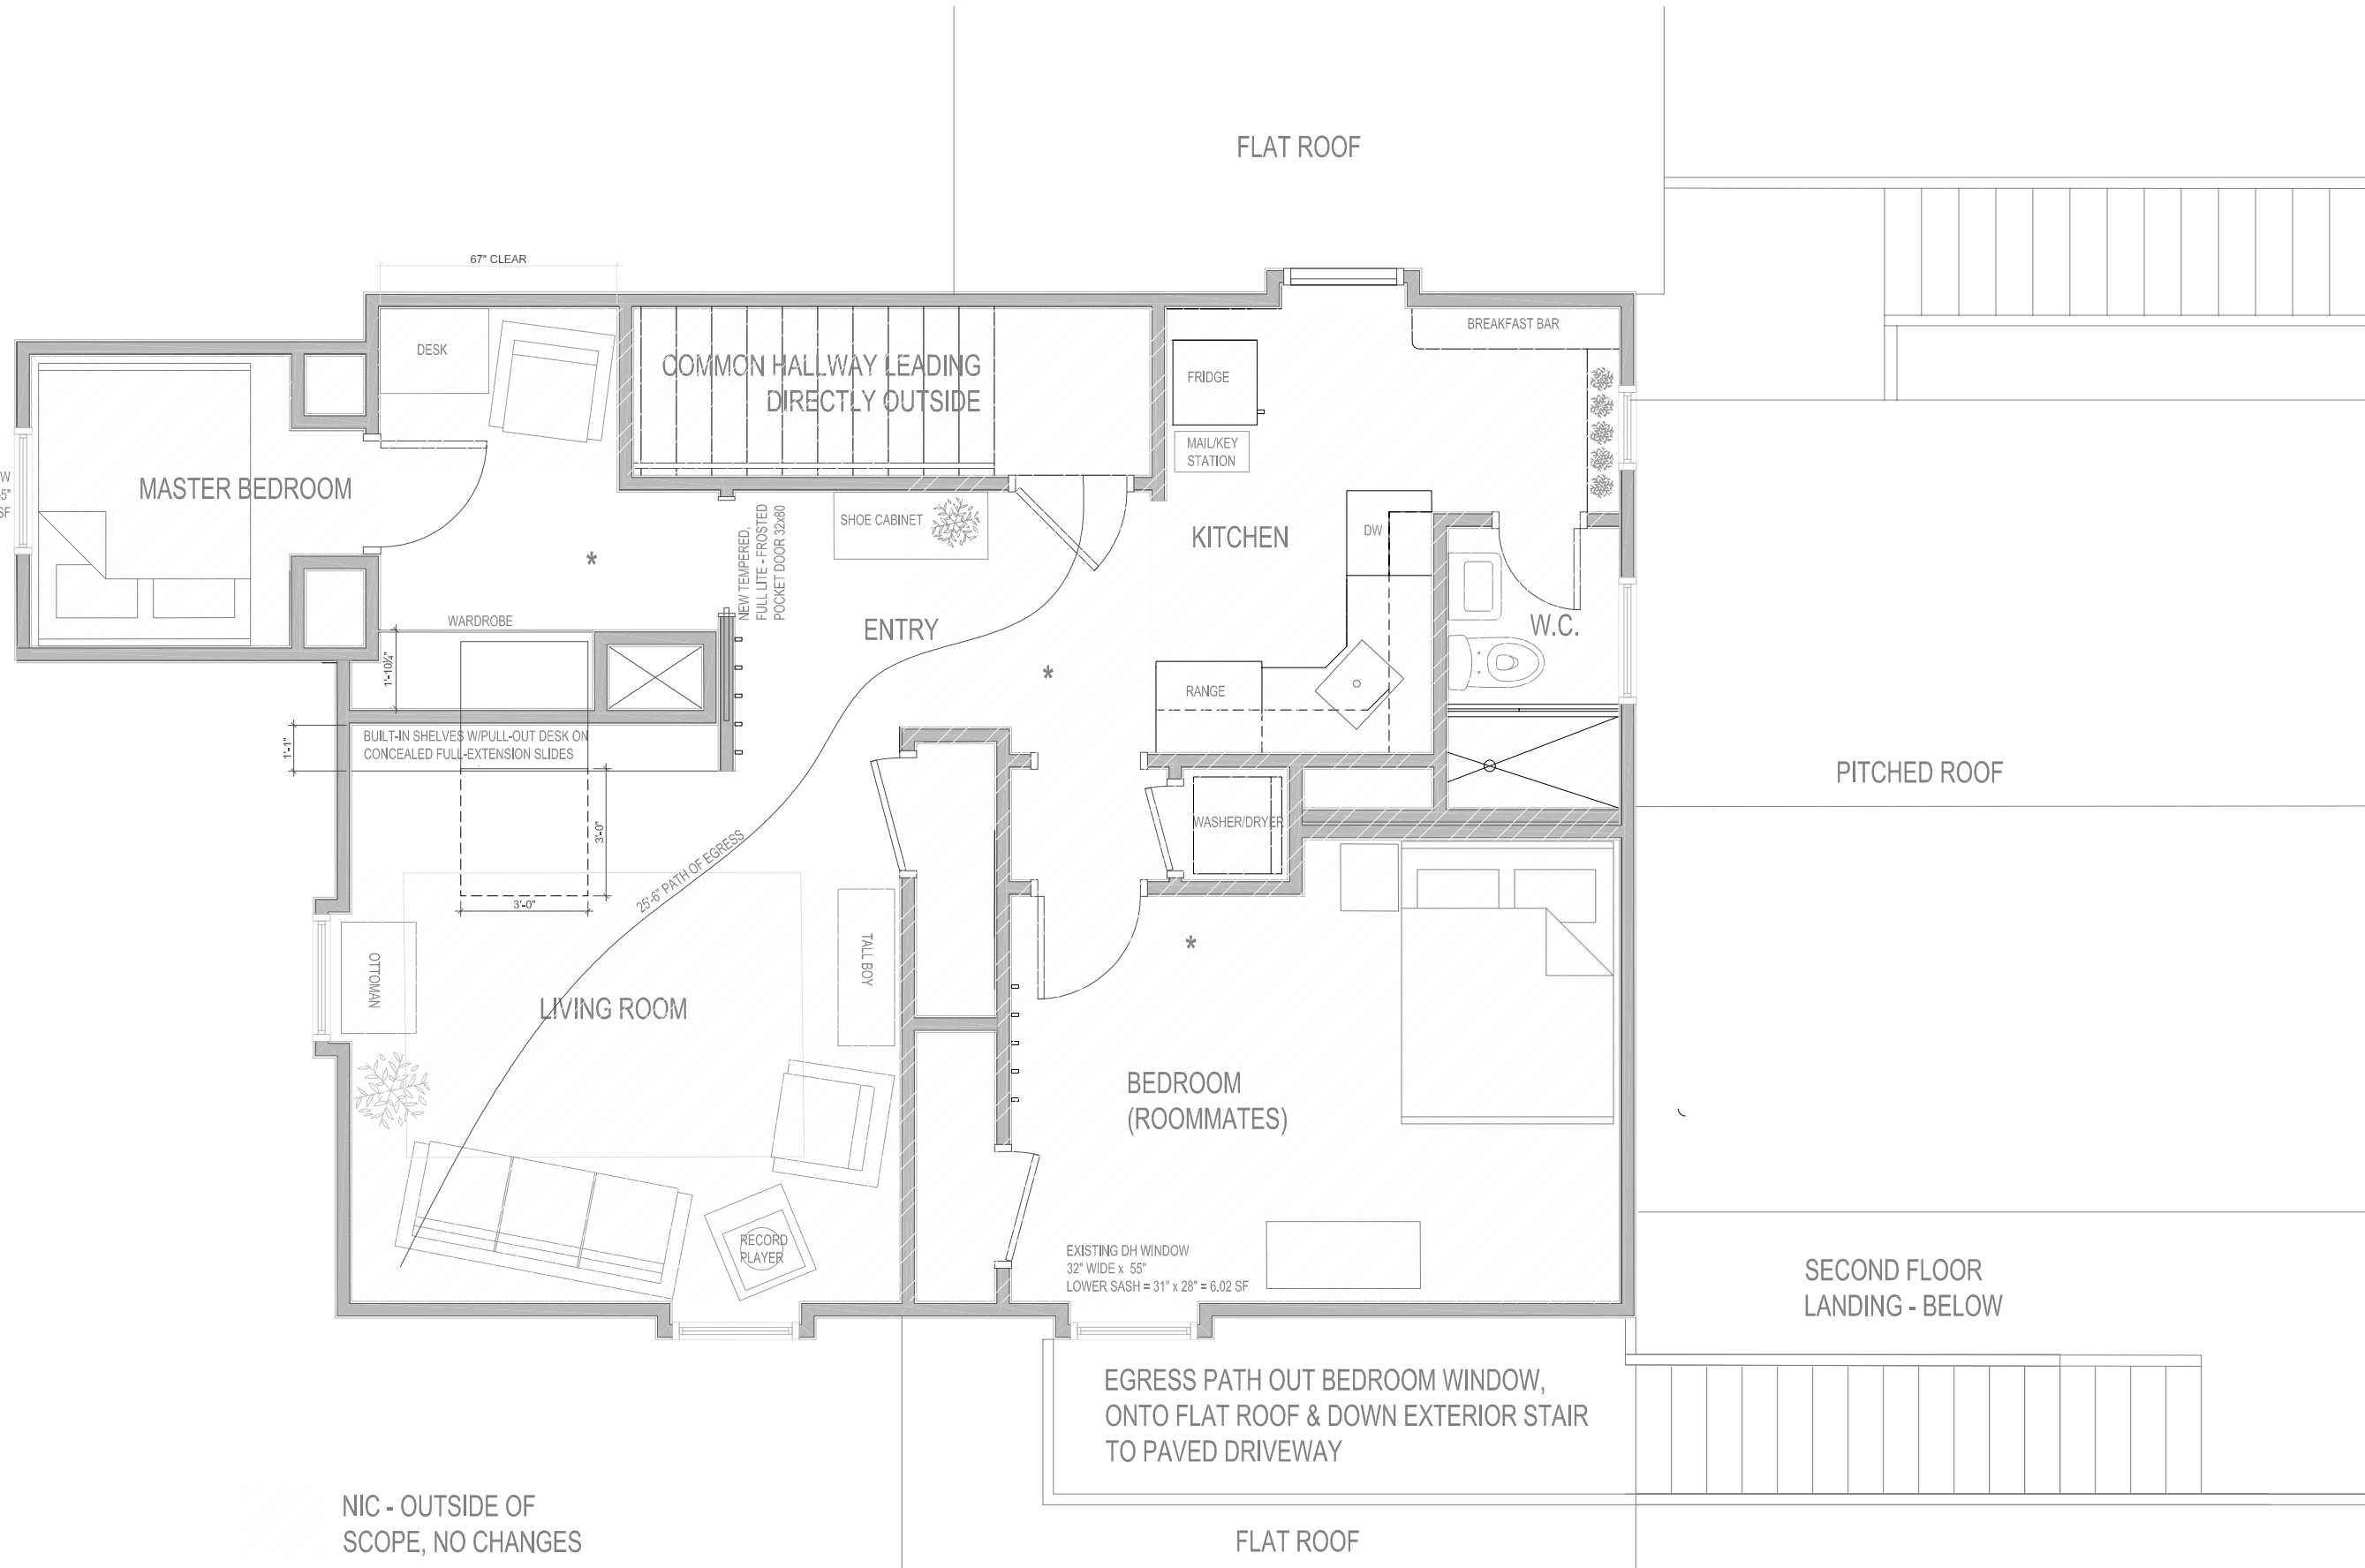 FLAT ROOF
67" CLEAR
DESK
COMMON HALLWAY LEADING
DIRECTLY OUTSIDE
BREAKFAST BAR
FRIDGE
MAIL/KEY
STATION
W
5"
SF
MASTER BEDROOM
*
NEW TEMPERED,
FULL LITE - FROSTED
POCKET DOOR 32x80
SHOE CABINET
KITCHEN
DW
WARDROBE
ENTRY
W.C.
1'-10¼"
*
RANGE
1'-1"
BUILT-IN SHELVES W/PULL-OUT DESK ON
CONCEALED FULL-EXTENSION SLIDES
PITCHED ROOF
3'-0"
WASHER/DRYER
25'-6" PATH OF EGRESS
3'-0"
OTTOMAN
TALL BOY
*
LIVING ROOM
BEDROOM
(ROOMMATES)
RECORD
PLAYER
EXISTING DH WINDOW
32" WIDE x 55"
LOWER SASH = 31" x 28" = 6.02 SF
SECOND FLOOR
LANDING - BELOW
EGRESS PATH OUT BEDROOM WINDOW,
ONTO FLAT ROOF & DOWN EXTERIOR STAIR
TO PAVED DRIVEWAY
NIC - OUTSIDE OF
SCOPE, NO CHANGES
FLAT ROOF